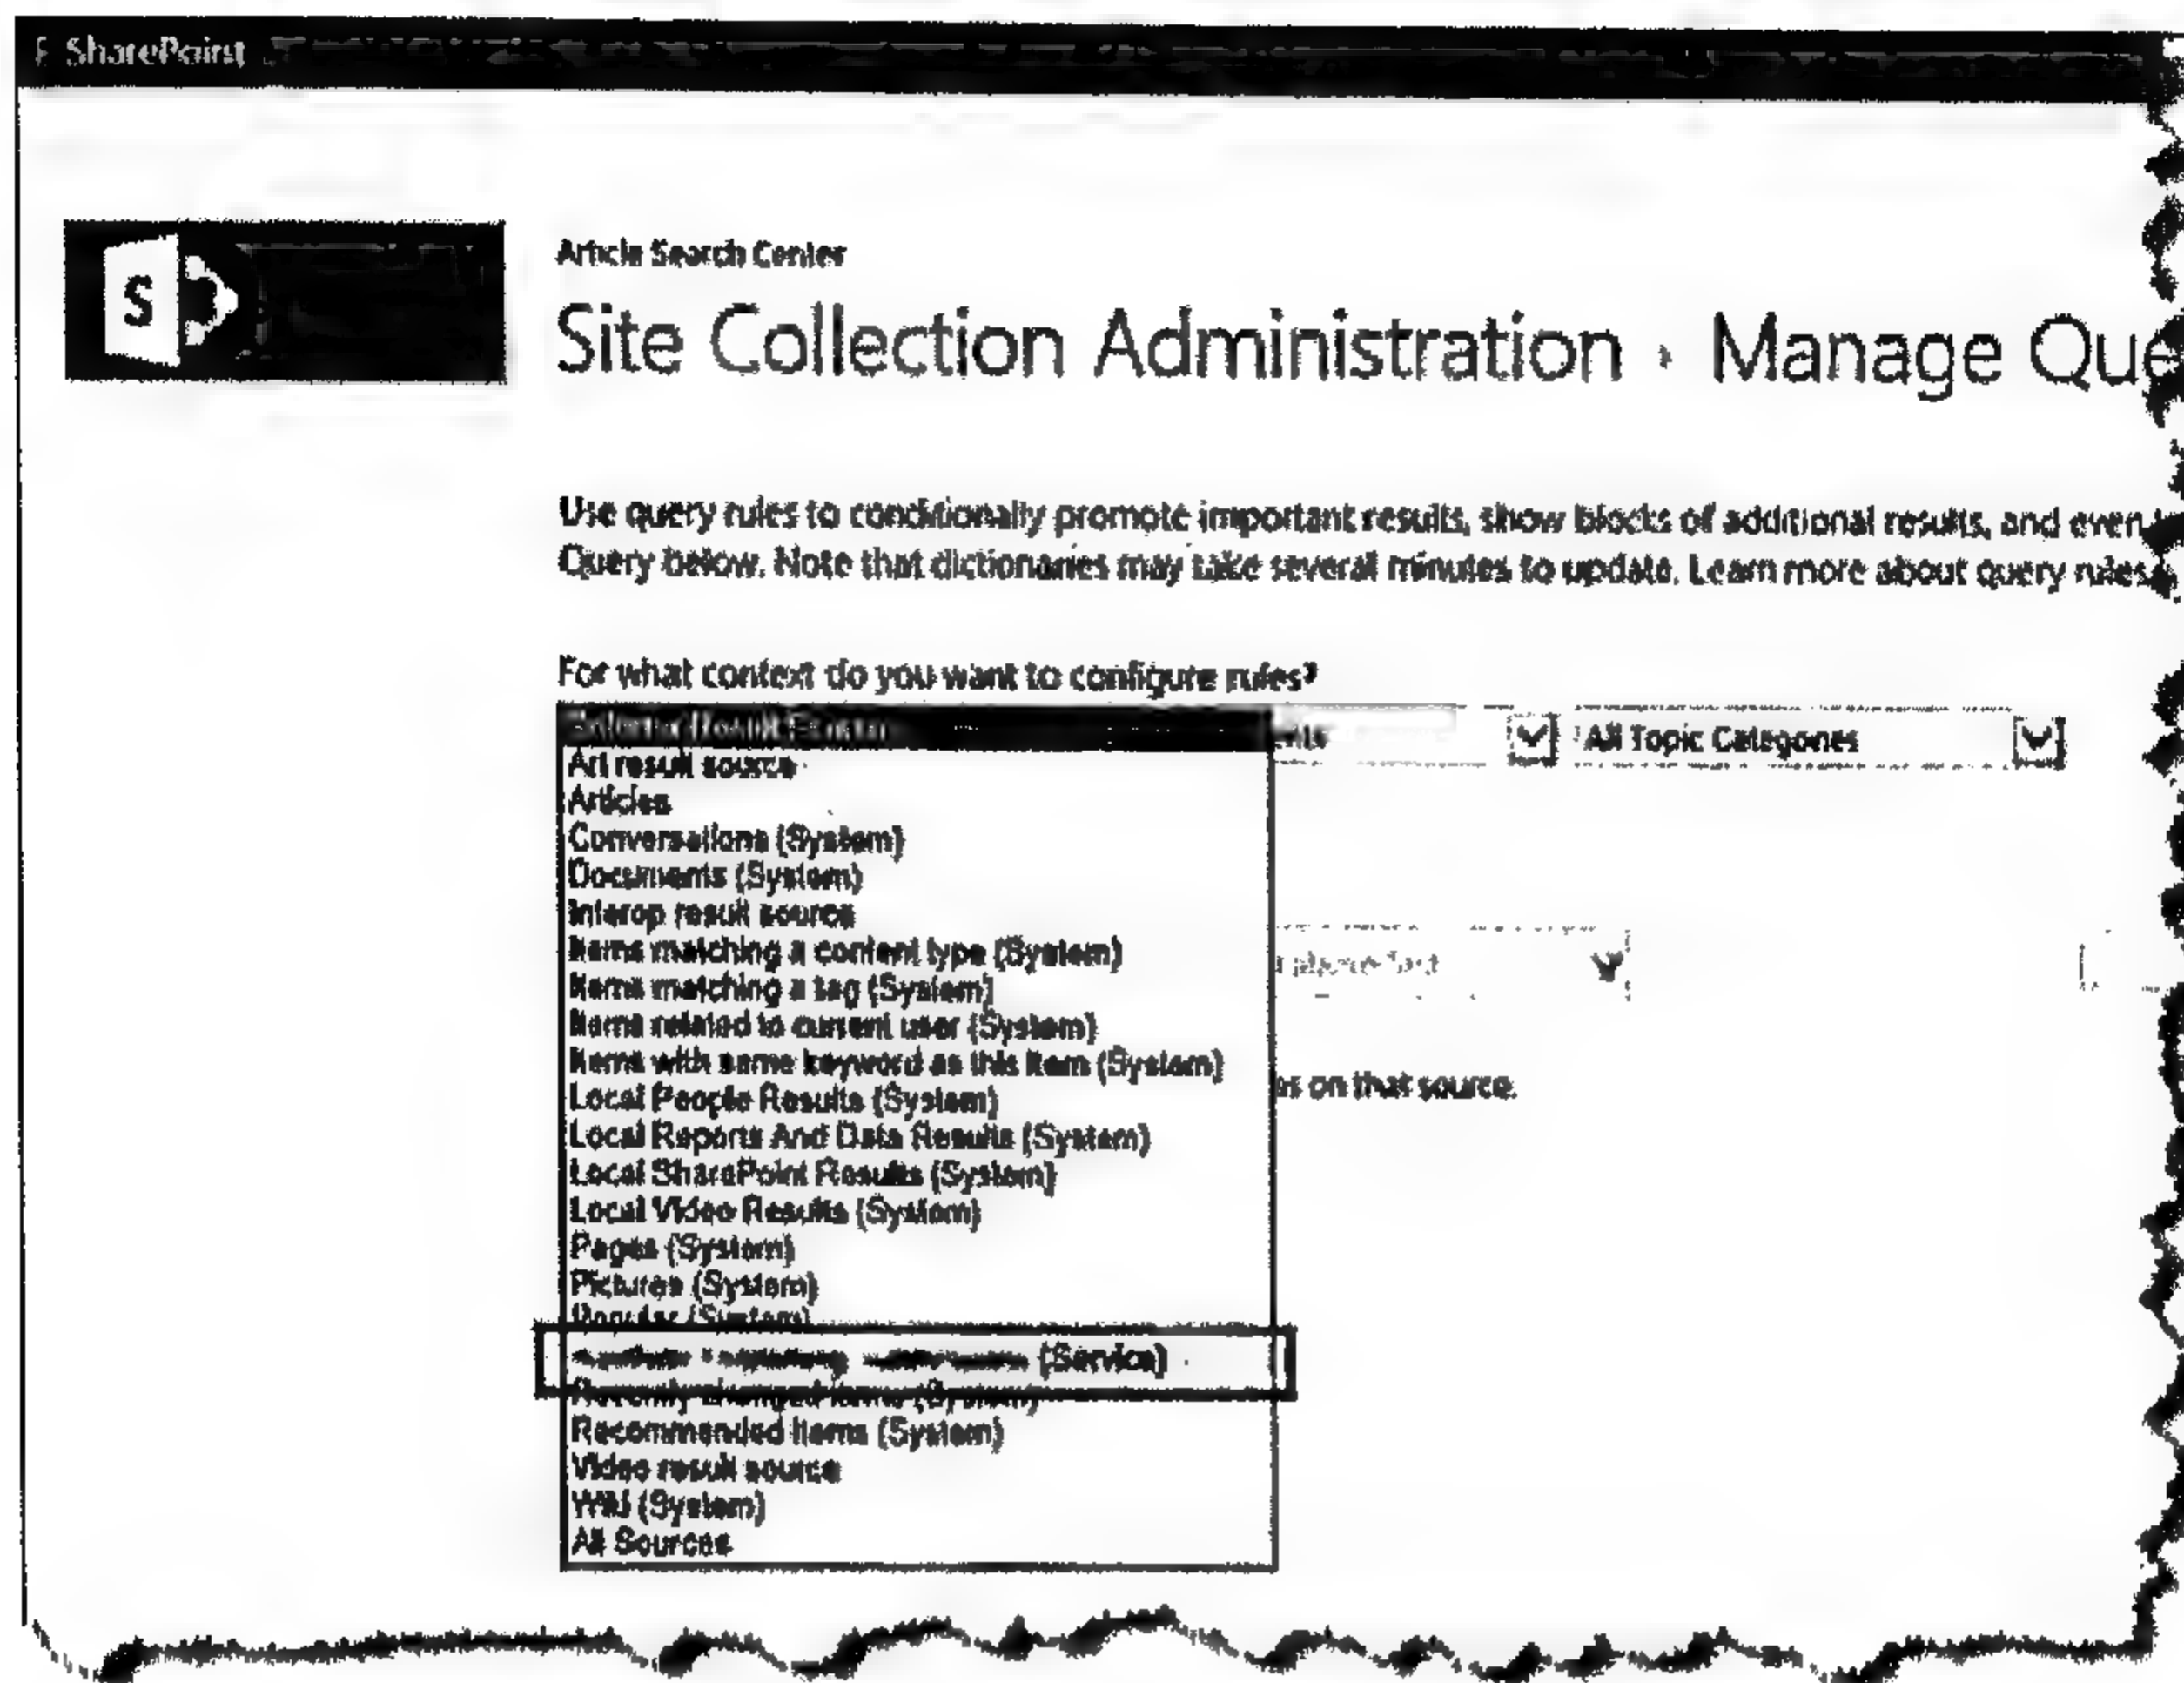 SharePoint
S
Article Search Center
Site Collection Administration · Manage Que
Use query rules to conditionally promote important results, show blocks of additional results, and even
Query below. Note that dictionaries may take several minutes to update. Learn more about query rules
For what context do you want to configure rules?
All Topic Categories
Art result source
Articles
Conversations (System)
Documents (System)
Interop result source
Items matching a content type (System)
Items matching a tag (System)
Items related to current user (System)
Items with same keyword as this item (System)
on that source.
Local People Results (System)
Local Reports And Data Results (System)
Local SharePoint Results (System)
Local Video Results (System)
Pages (System)
Pictures (System)
Popular (System)
(Service)
Recently changed items (System)
Recommended Items (System)
Video result source
Wiki (System)
All Sources